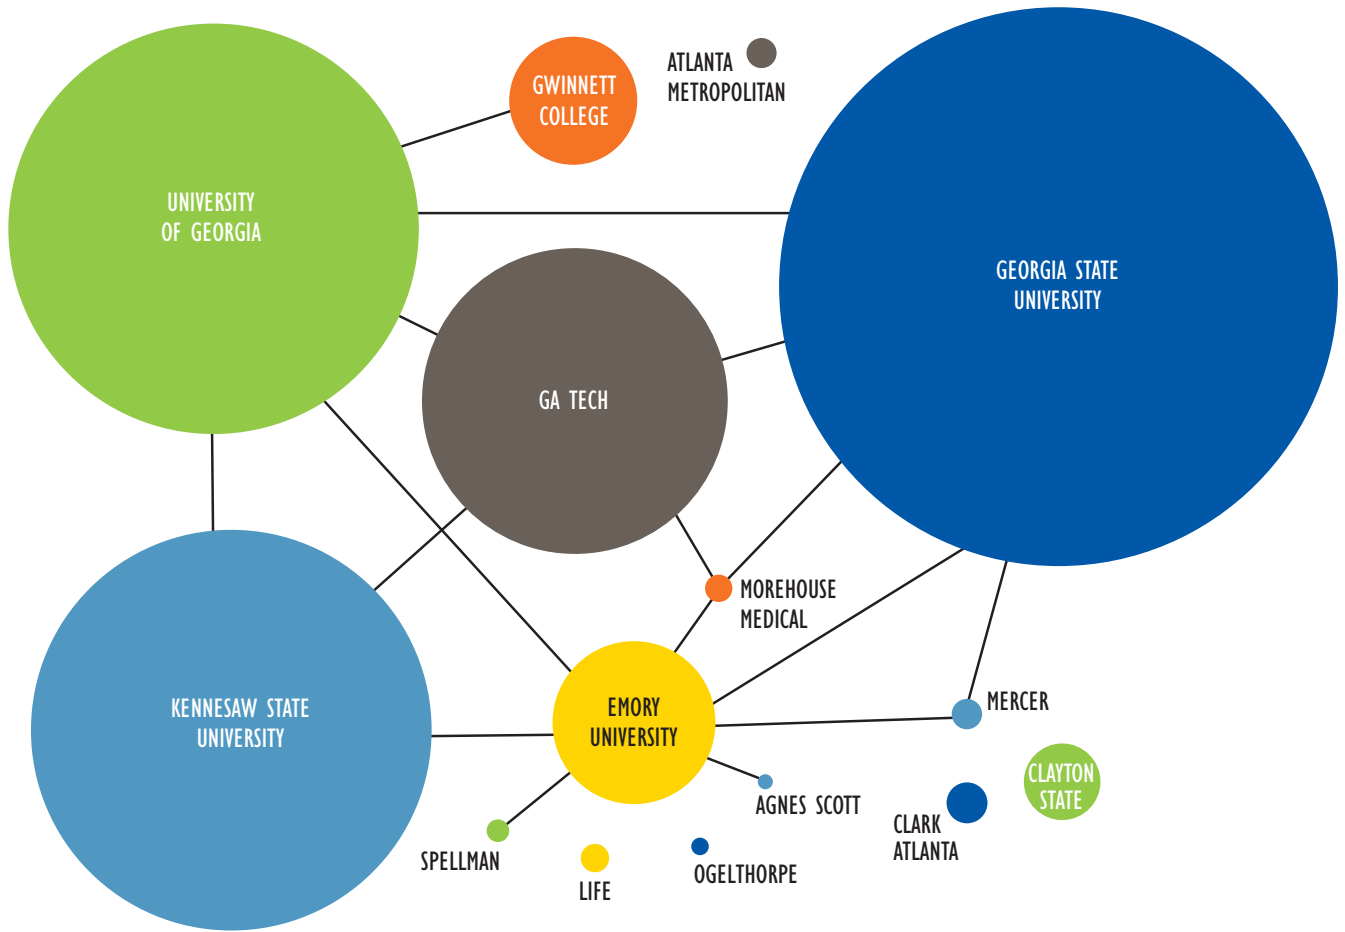 GWINNETT
COLLEGE
ATLANTA
METROPOLITAN
UNIVERSITY
OF GEORGIA
GEORGIA STATE
UNIVERSITY
GA TECH
MOREHOUSE
MEDICAL
KENNESAW STATE
UNIVERSITY
EMORY
UNIVERSITY
MERCER
CLAYTON
STATE
AGNES SCOTT
CLARK
ATLANTA
SPELLMAN
LIFE
OGELTHORPE